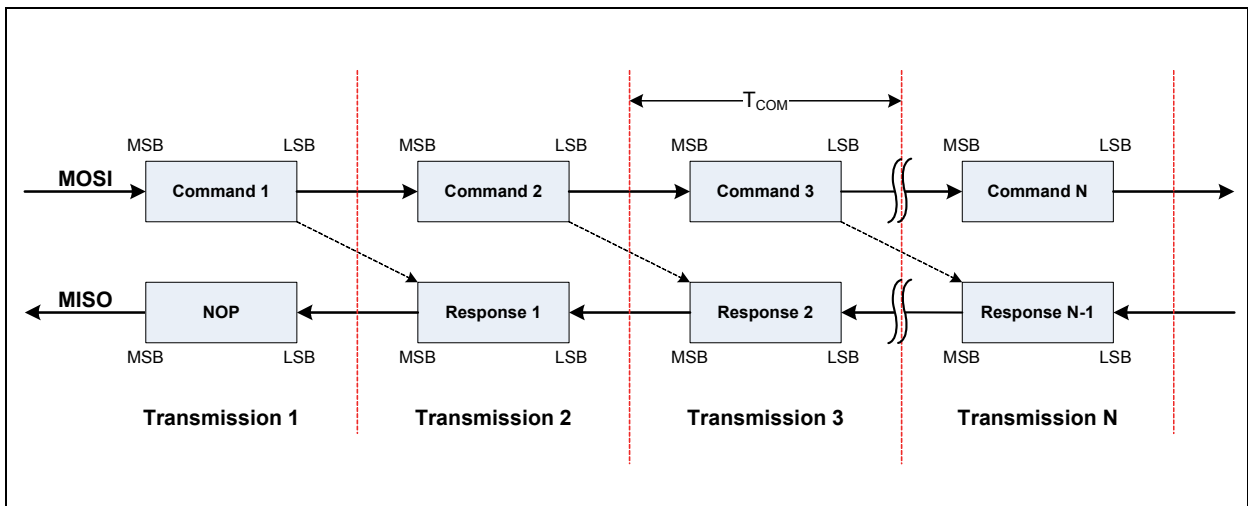 T_COM
MSB LSB MSB LSB MSB LSB MSB LSB
MOSI Command 1 Command 2 Command 3 Command N
MISO NOP Response 1 Response 2 Response N-1
MSB LSB MSB LSB MSB LSB MSB LSB
Transmission 1 Transmission 2 Transmission 3 Transmission N